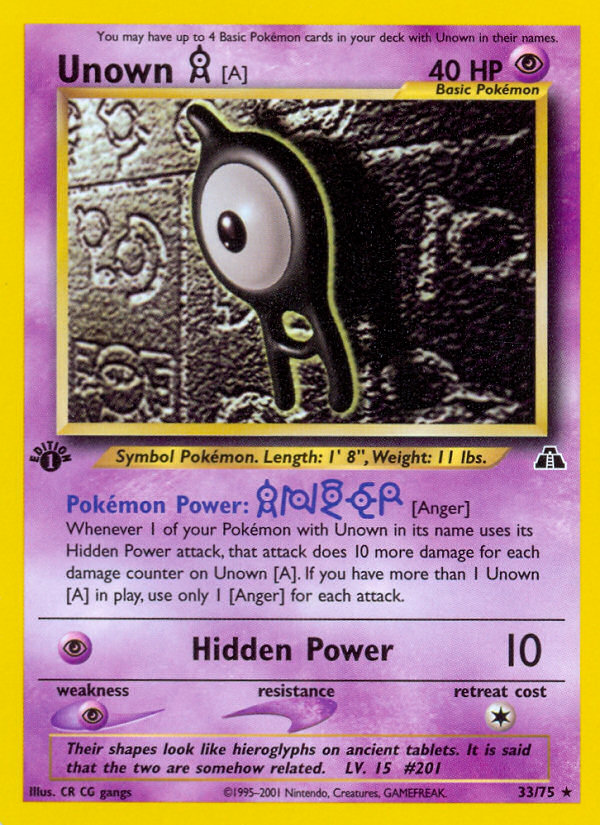 You may have up to 4 Basic Pokémon cards in your deck with Unown in their names.
Unown A [A] 40 HP
Basic Pokémon
EDITION 1
Symbol Pokémon. Length: 1' 8", Weight: 11 lbs.
Pokémon Power: ANGER [Anger]
Whenever 1 of your Pokémon with Unown in its name uses its
Hidden Power attack, that attack does 10 more damage for each
damage counter on Unown [A]. If you have more than 1 Unown
[A] in play, use only 1 [Anger] for each attack.
Hidden Power 10
weakness resistance retreat cost
Their shapes look like hieroglyphs on ancient tablets. It is said
that the two are somehow related. LV. 15 #201
Illus. CR CG gangs ©1995-2001 Nintendo, Creatures, GAMEFREAK. 33/75 ★